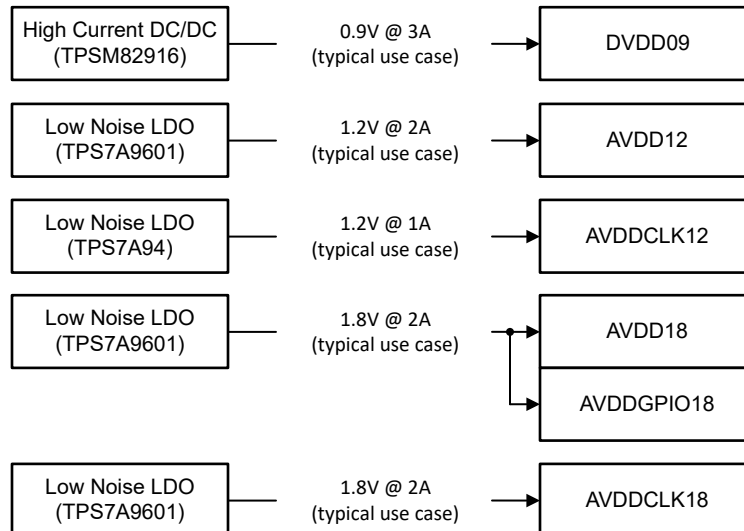 High Current DC/DC
(TPSM82916)
0.9V @ 3A
(typical use case)
DVDD09
Low Noise LDO
(TPS7A9601)
1.2V @ 2A
(typical use case)
AVDD12
Low Noise LDO
(TPS7A94)
1.2V @ 1A
(typical use case)
AVDDCLK12
Low Noise LDO
(TPS7A9601)
1.8V @ 2A
(typical use case)
AVDD18
AVDDGPIO18
Low Noise LDO
(TPS7A9601)
1.8V @ 2A
(typical use case)
AVDDCLK18